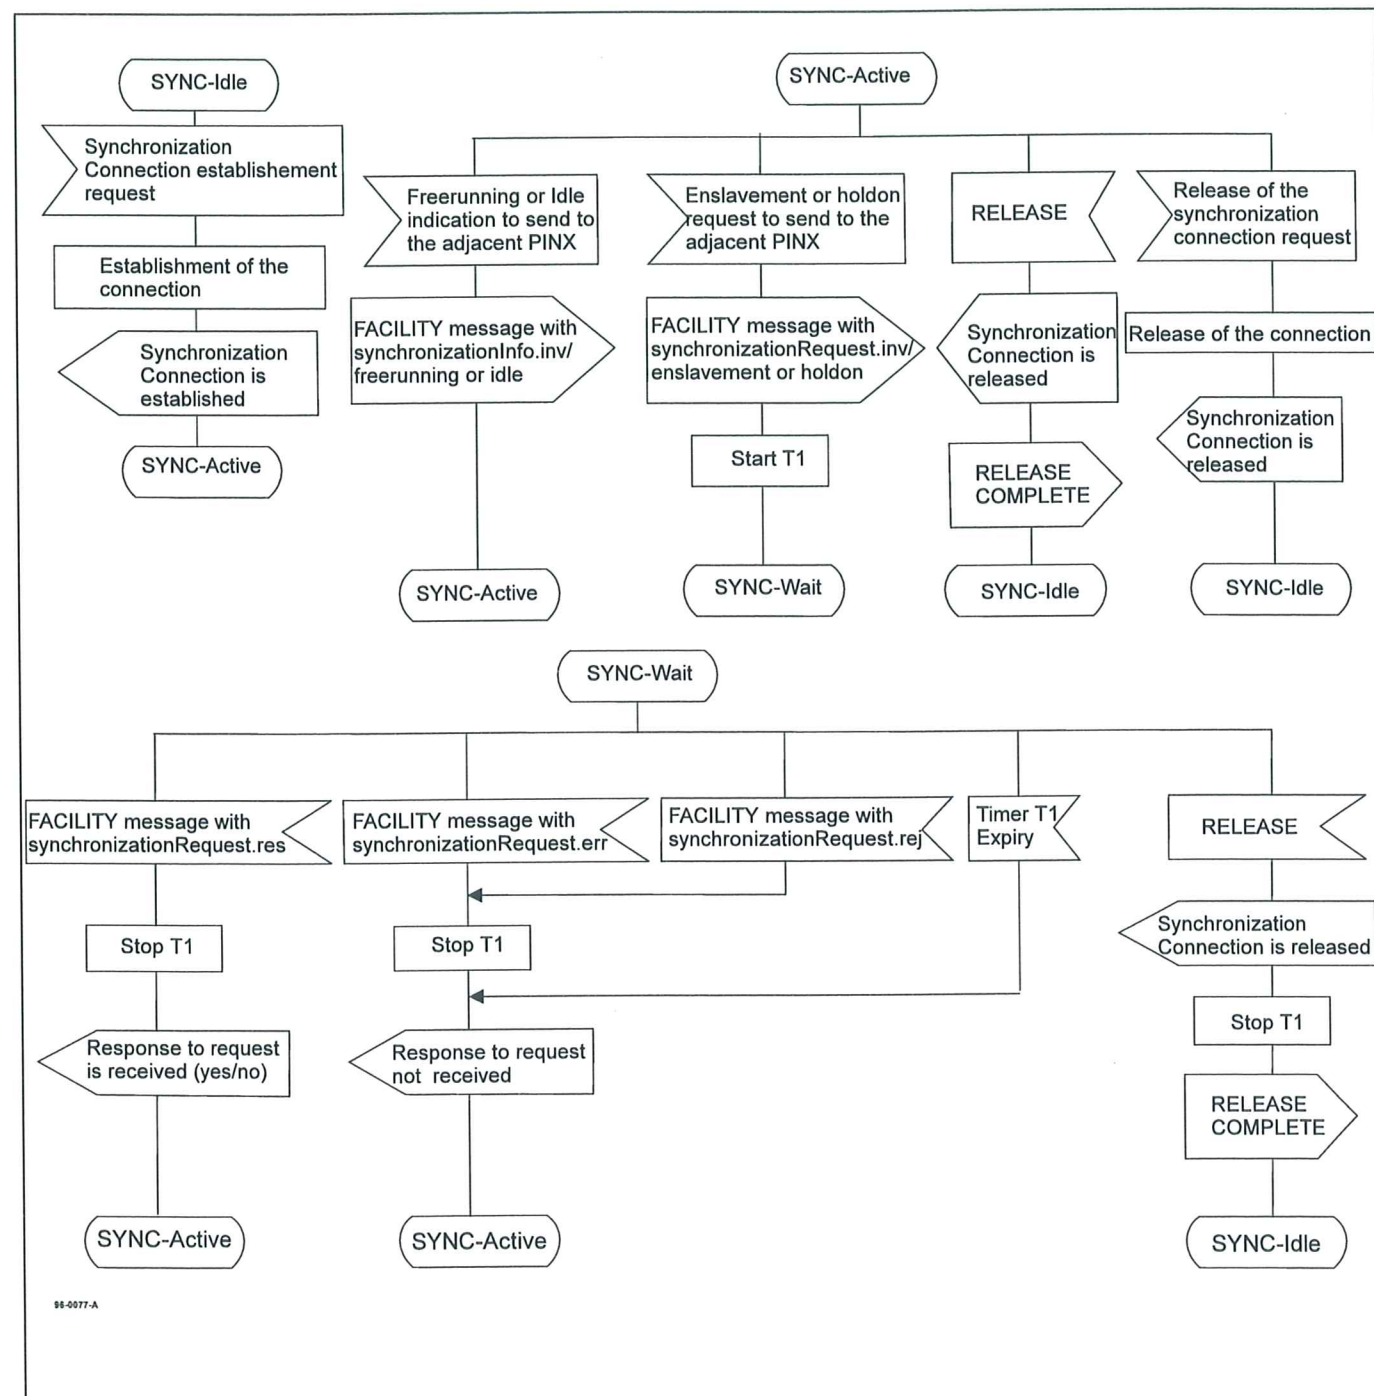 SYNC-Idle
Synchronization
Connection establishement
request
Establishment of the
connection
Synchronization
Connection is
established
SYNC-Active
SYNC-Active
Freerunning or Idle
indication to send to
the adjacent PINX
FACILITY message with
synchronizationInfo.inv/
freerunning or idle
SYNC-Active
Enslavement or holdon
request to send to the
adjacent PINX
FACILITY message with
synchronizationRequest.inv/
enslavement or holdon
Start T1
SYNC-Wait
RELEASE
Synchronization
Connection is
released
RELEASE
COMPLETE
SYNC-Idle
Release of the
synchronization
connection request
Release of the connection
Synchronization
Connection is
released
SYNC-Idle
SYNC-Wait
FACILITY message with
synchronizationRequest.res
Stop T1
Response to request
is received (yes/no)
SYNC-Active
FACILITY message with
synchronizationRequest.err
Stop T1
Response to request
not received
SYNC-Active
FACILITY message with
synchronizationRequest.rej
Timer T1
Expiry
RELEASE
Synchronization
Connection is released
Stop T1
RELEASE
COMPLETE
SYNC-Idle
96-0077-A